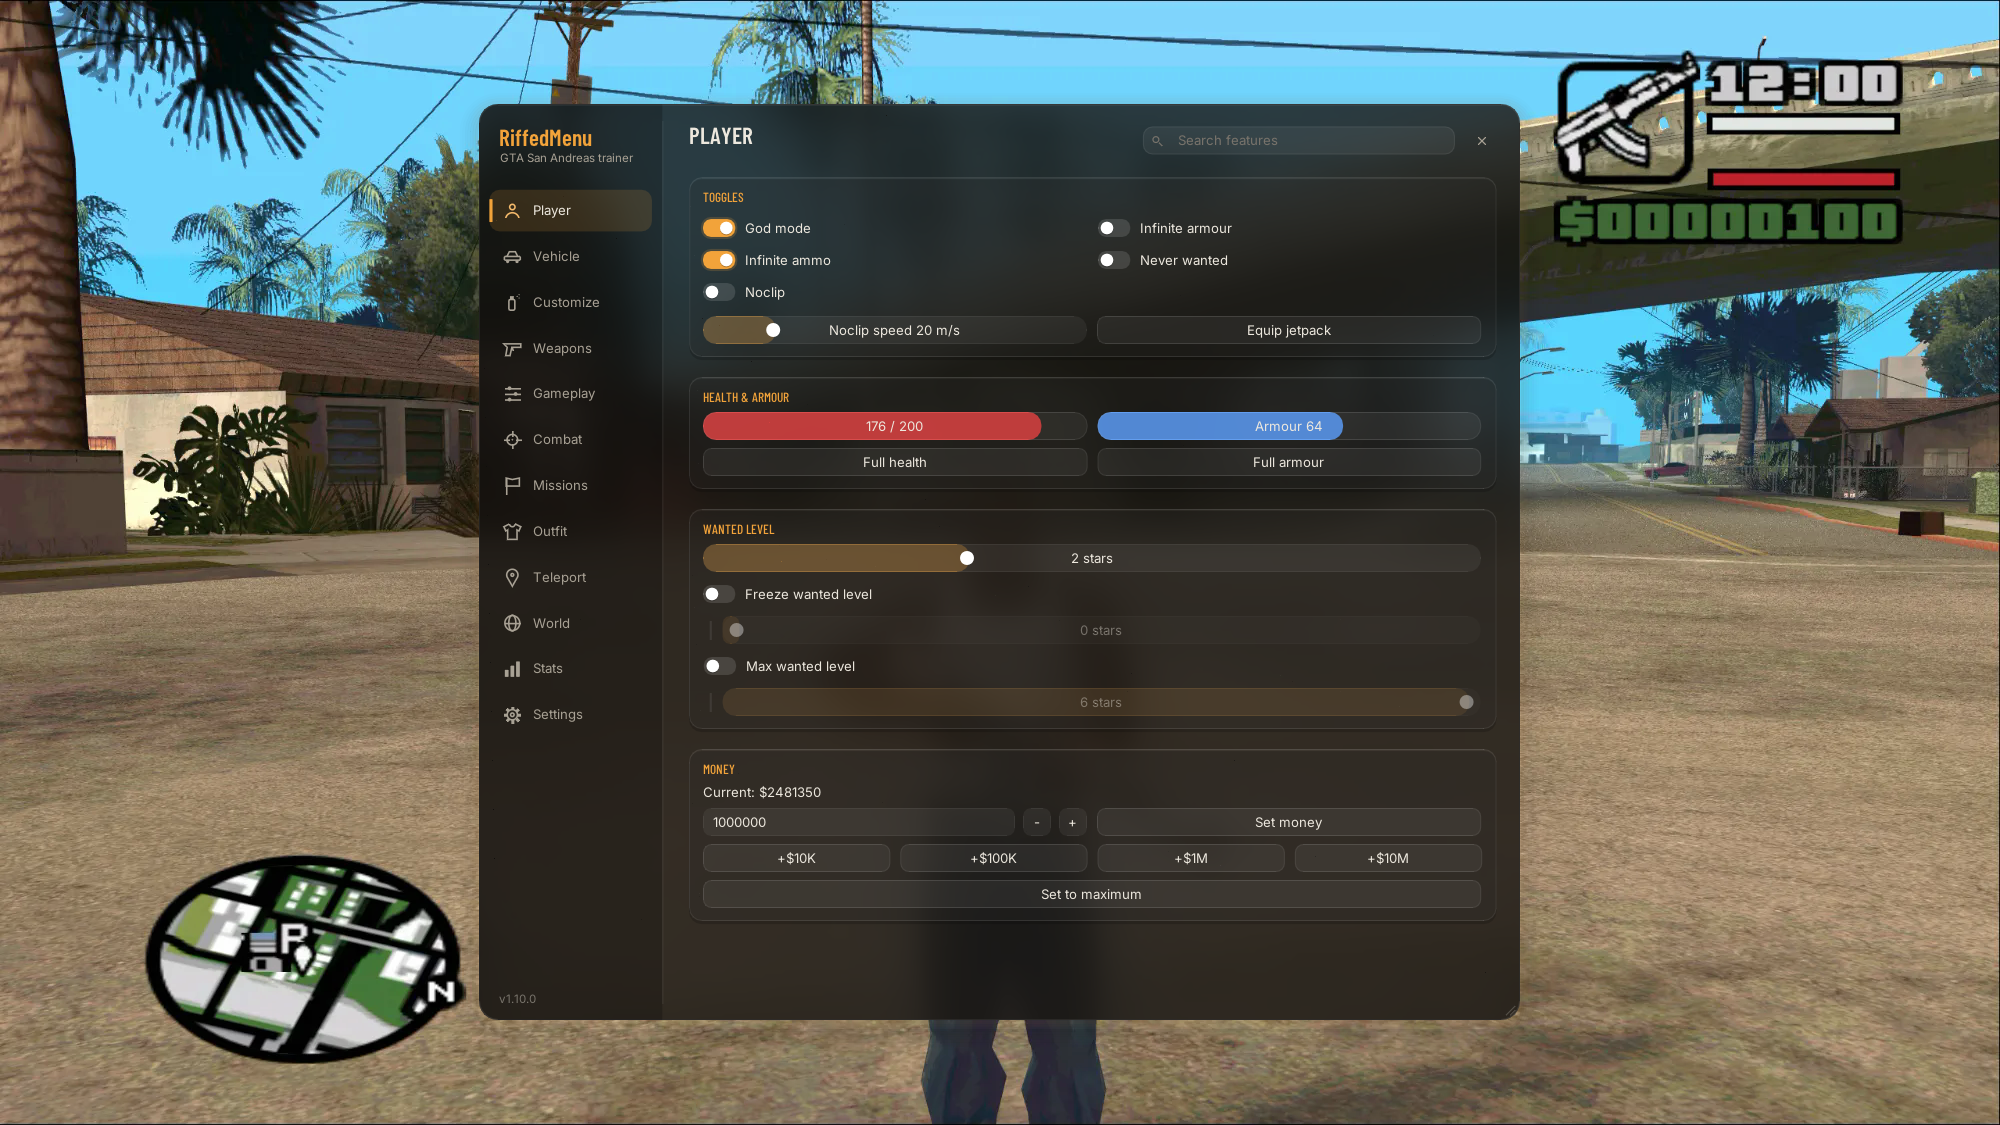 RiffedMenu
GTA San Andreas trainer
Player
Vehicle
Customize
Weapons
Gameplay
Combat
Missions
Outfit
Teleport
World
Stats
Settings
v1.10.0
PLAYER
Search features
×
TOGGLES
God mode
Infinite armour
Infinite ammo
Never wanted
Noclip
Noclip speed 20 m/s
Equip jetpack
HEALTH & ARMOUR
176 / 200
Armour 64
Full health
Full armour
WANTED LEVEL
2 stars
Freeze wanted level
0 stars
Max wanted level
6 stars
MONEY
Current: $2481350
1000000
-
+
Set money
+$10K
+$100K
+$1M
+$10M
Set to maximum
12:00
$00000100
P
N